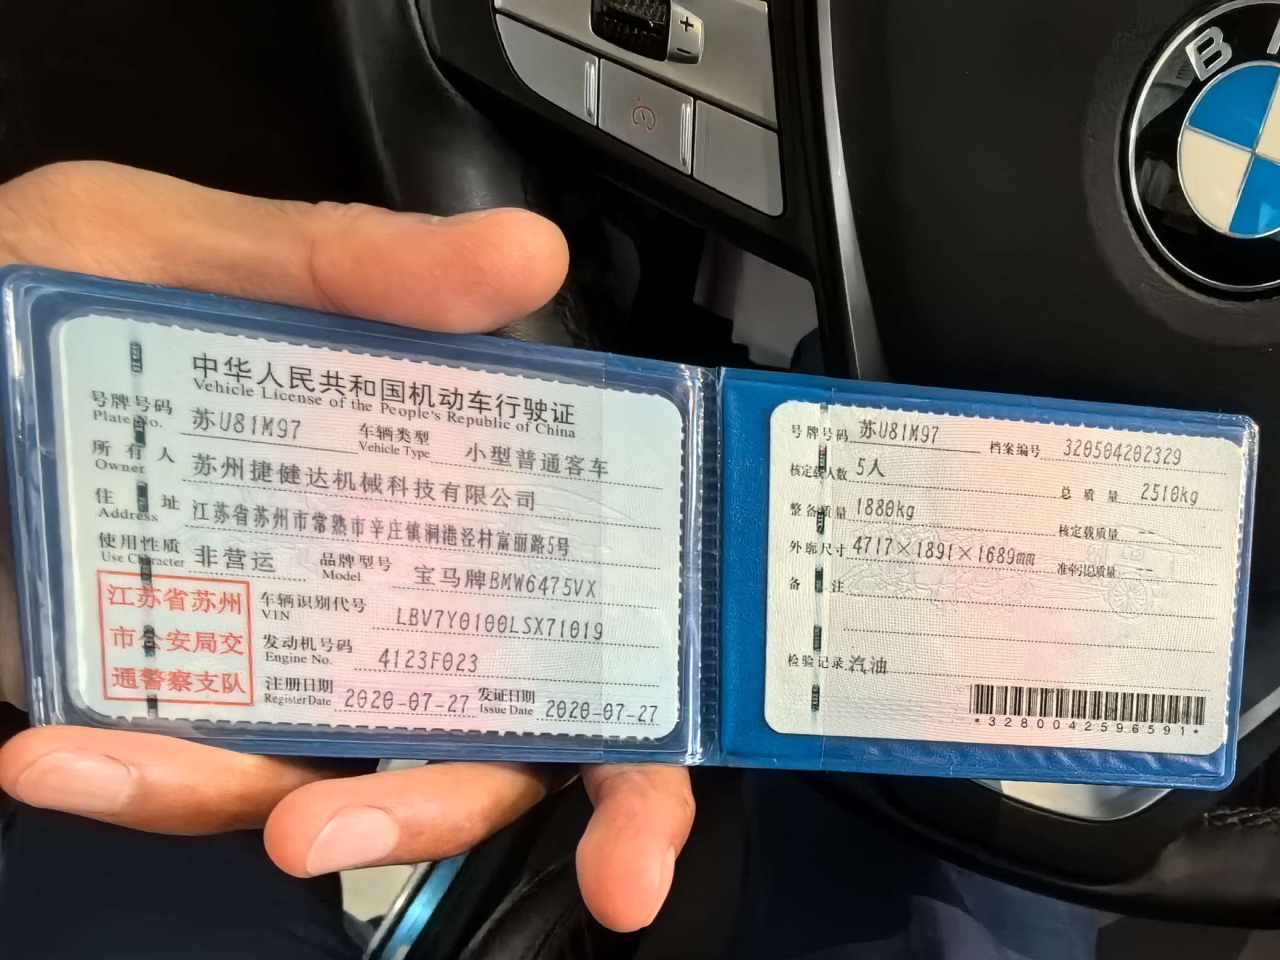 中华人民共和国机动车行驶证
Vehicle License of the People's Republic of China
号牌号码 苏U81M97 车辆类型 小型普通客车
Plate No. Vehicle Type
所有人 苏州捷健达机械科技有限公司
Owner
住址 江苏省苏州市常熟市辛庄镇洞港泾村富丽路5号
Address
使用性质 非营运 品牌型号 宝马牌BMW6475VX
Use Character Model
车辆识别代号 LBV7Y0100LSX71019
VIN
发动机号码 4123F023
Engine No.
注册日期 2020-07-27 发证日期 2020-07-27
Register Date Issue Date
江苏省苏州
市公安局交
通警察支队
号牌号码 苏U81M97 档案编号 320504202329
核定载人数 5人 总质量 2510kg
整备质量 1880kg 核定载质量 --
外廓尺寸 4717×1891×1689mm 准牵引总质量 --
备注
检验记录 汽油
*3280042596591*
+
-
B